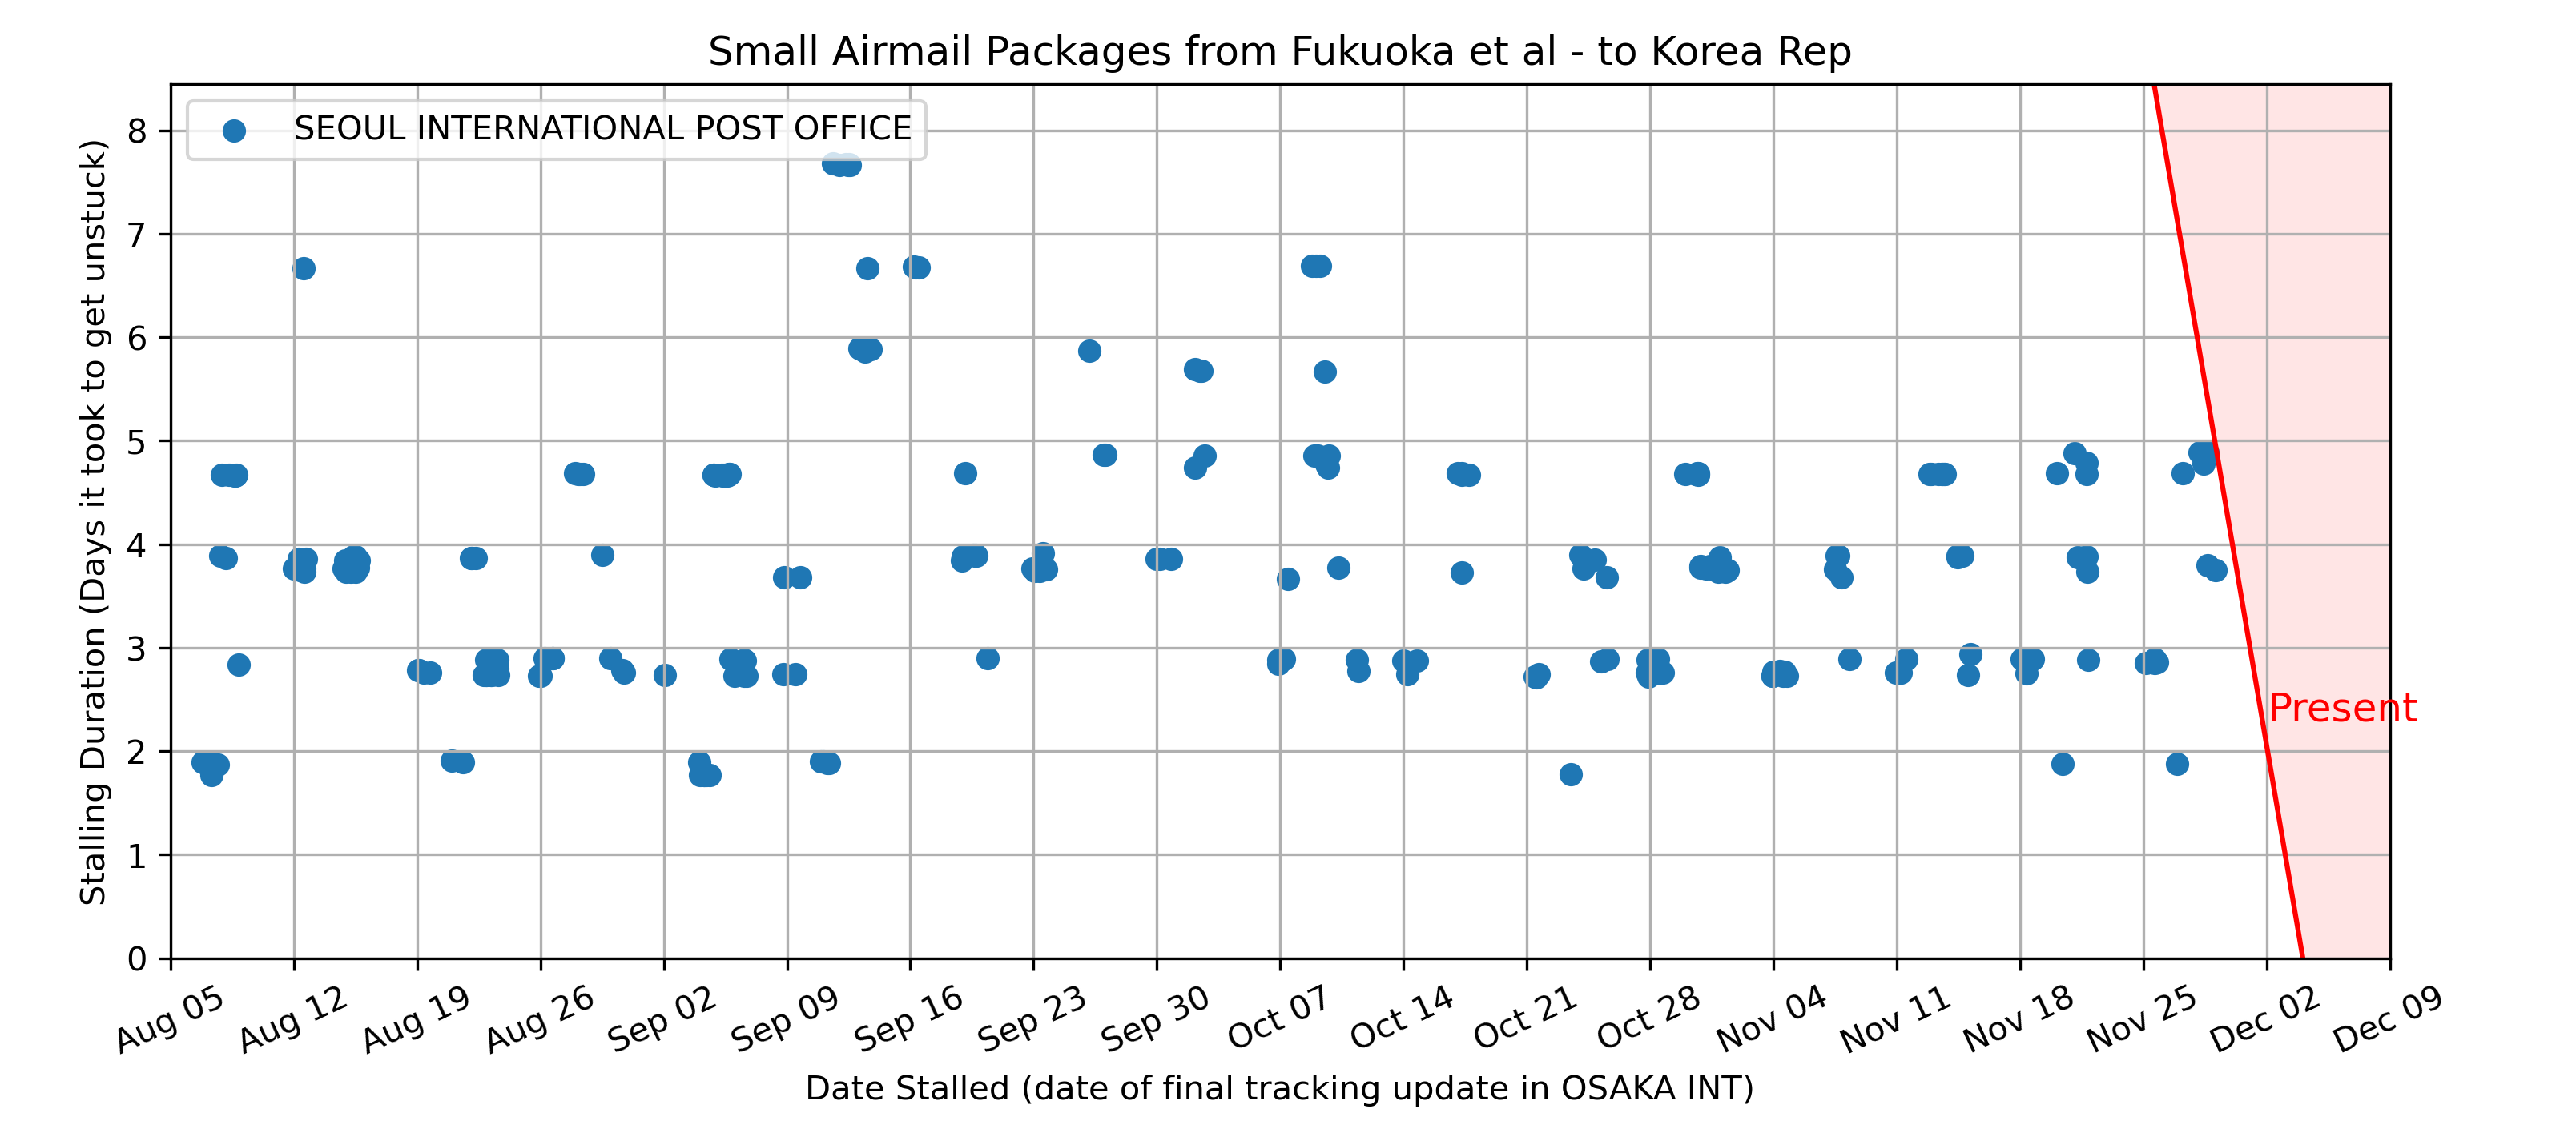 Small Airmail Packages from Fukuoka et al - to Korea Rep
SEOUL INTERNATIONAL POST OFFICE
Stalling Duration (Days it took to get unstuck)
8
7
6
5
4
3
2
1
0
Present
Aug 05
Aug 12
Aug 19
Aug 26
Sep 02
Sep 09
Sep 16
Sep 23
Sep 30
Oct 07
Oct 14
Oct 21
Oct 28
Nov 04
Nov 11
Nov 18
Nov 25
Dec 02
Dec 09
Date Stalled (date of final tracking update in OSAKA INT)